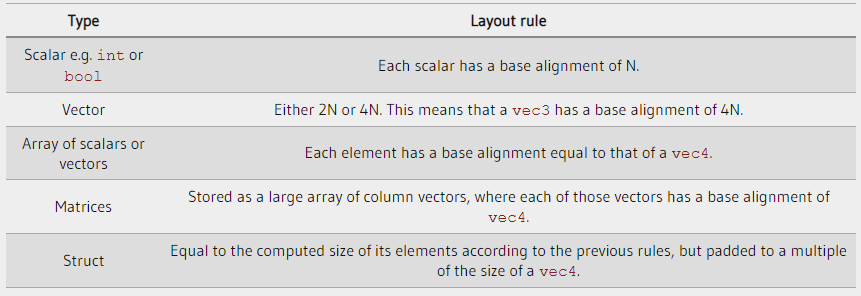 Type Layout rule
Scalar e.g. int or
bool
Each scalar has a base alignment of N.
Vector Either 2N or 4N. This means that a vec3 has a base alignment of 4N.
Array of scalars or
vectors
Each element has a base alignment equal to that of a vec4.
Matrices
Stored as a large array of column vectors, where each of those vectors has a base alignment of
vec4.
Struct
Equal to the computed size of its elements according to the previous rules, but padded to a multiple
of the size of a vec4.